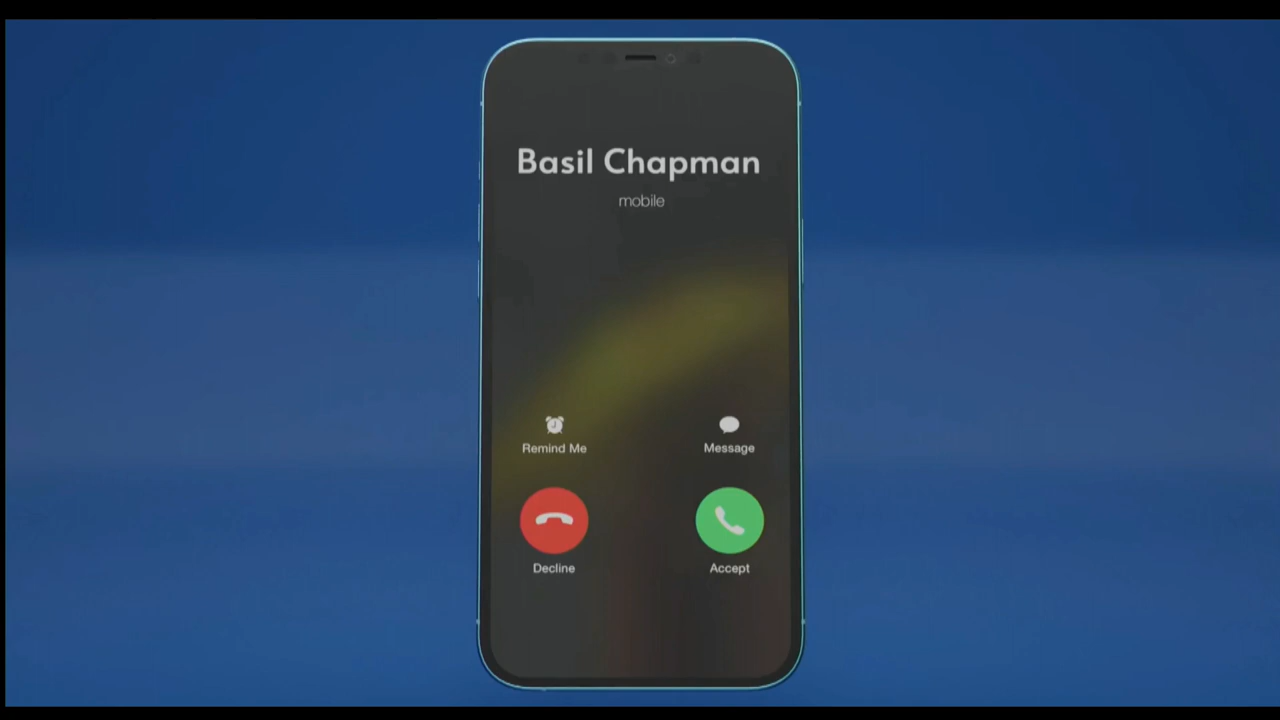 Basil Chapman
mobile
Remind Me
Message
Decline
Accept